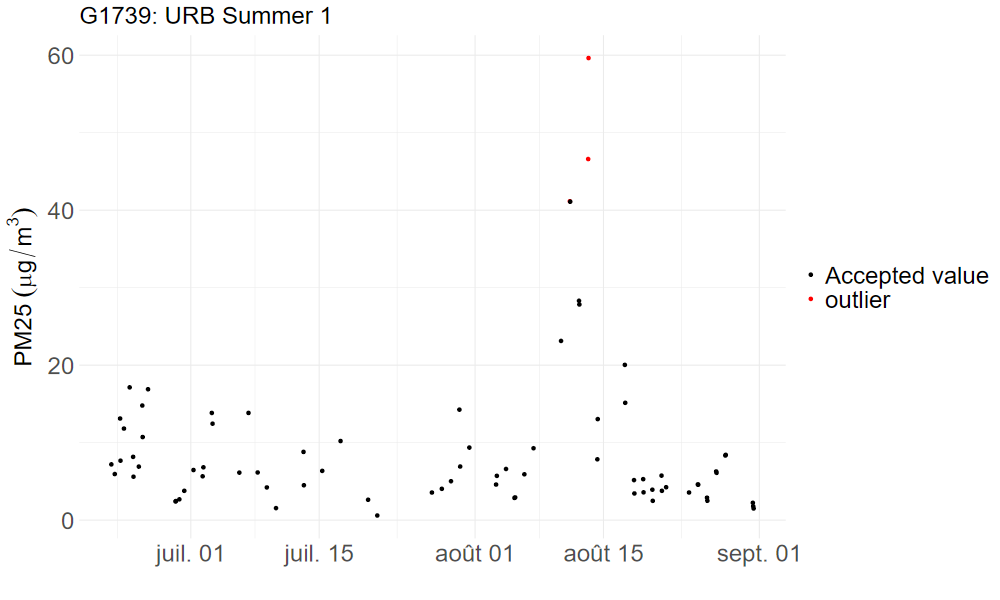 G1739: URB Summer 1
60
40
20
0
PM25 (μg/m³)
juil. 01
juil. 15
août 01
août 15
sept. 01
Accepted value
outlier